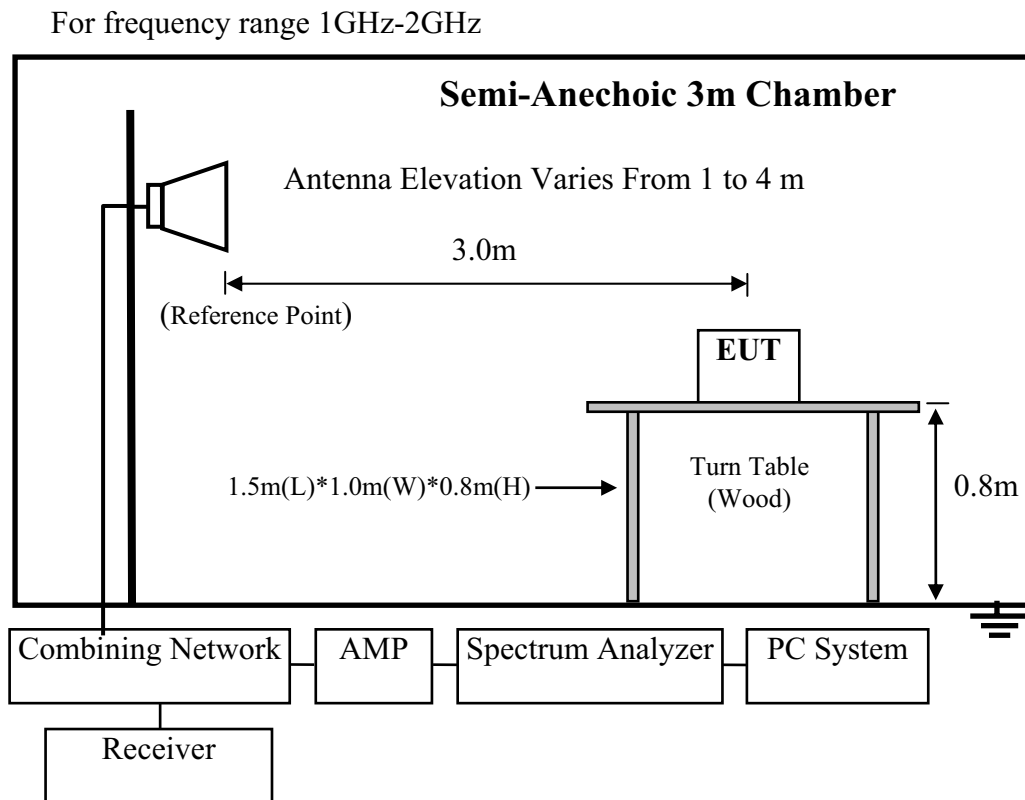 For frequency range 1GHz-2GHz
Semi-Anechoic 3m Chamber
Antenna Elevation Varies From 1 to 4 m
3.0m
(Reference Point)
EUT
1.5m(L)*1.0m(W)*0.8m(H)
Turn Table
(Wood)
0.8m
Combining Network
AMP
Spectrum Analyzer
PC System
Receiver